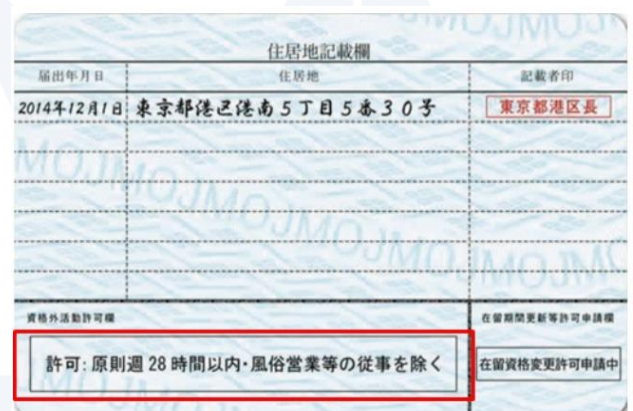 住居地記載欄
届出年月日 住居地 記載者印
2014年12月1日 東京都港区港南5丁目5番30号 東京都港区長
資格外活動許可欄 在留期間更新等許可申請欄
許可: 原則週 28 時間以内・風俗営業等の従事を除く 在留資格変更許可申請中
MOJMOJMOJMOJMO